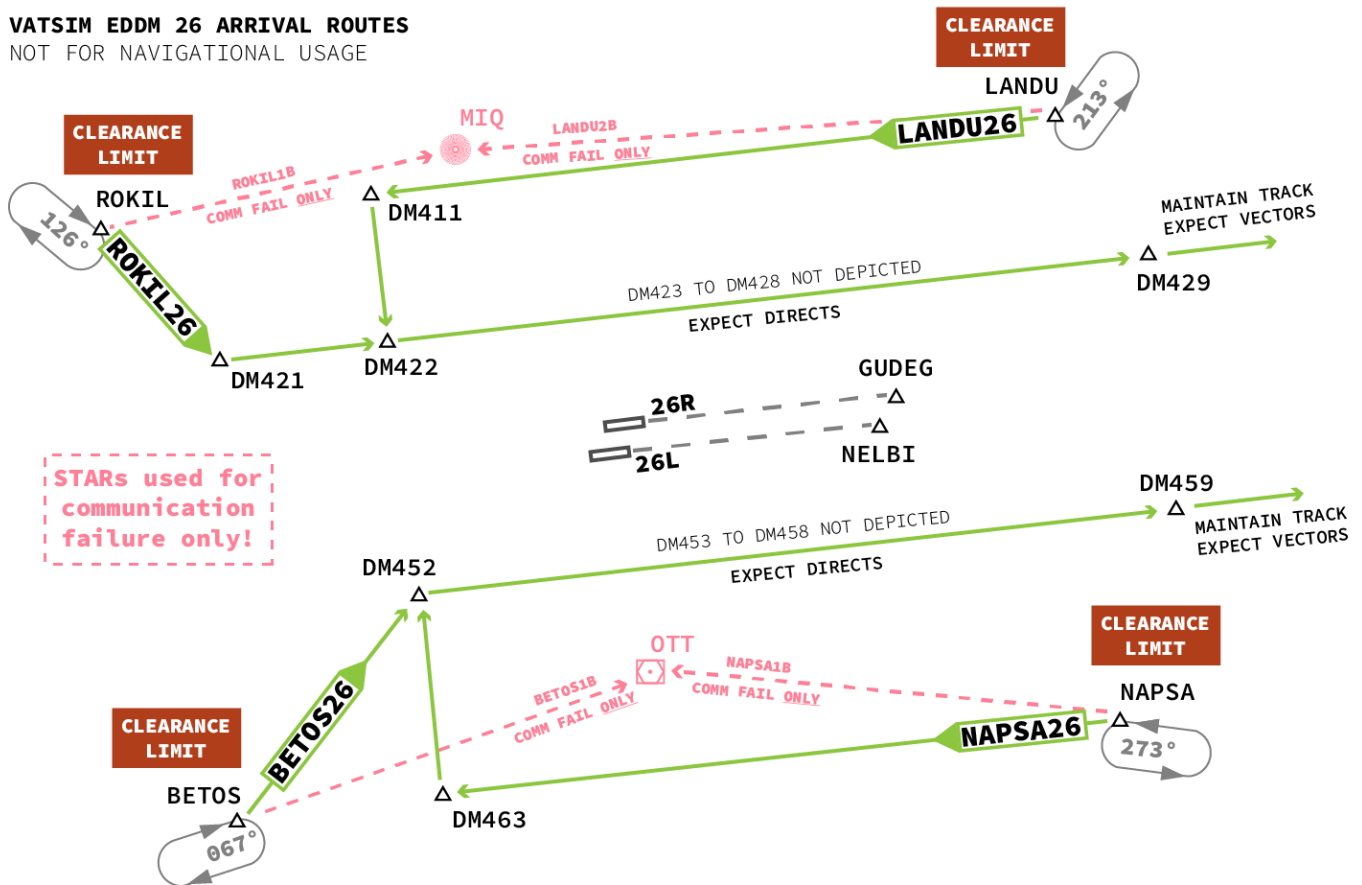 VATSIM EDDM 26 ARRIVAL ROUTES
NOT FOR NAVIGATIONAL USAGE
CLEARANCE
LIMIT
LANDU
213°
LANDU26
MIQ
LANDU2B
COMM FAIL ONLY
CLEARANCE
LIMIT
ROKIL
126°
ROKIL1B
COMM FAIL ONLY
ROKIL26
DM411
MAINTAIN TRACK
EXPECT VECTORS
DM429
DM423 TO DM428 NOT DEPICTED
EXPECT DIRECTS
DM421
DM422
GUDEG
26R
26L
NELBI
STARs used for
communication
failure only!
DM459
MAINTAIN TRACK
EXPECT VECTORS
DM453 TO DM458 NOT DEPICTED
EXPECT DIRECTS
DM452
CLEARANCE
LIMIT
NAPSA
273°
NAPSA26
OTT
NAPSA1B
COMM FAIL ONLY
BETOS1B
COMM FAIL ONLY
BETOS26
CLEARANCE
LIMIT
BETOS
067°
DM463